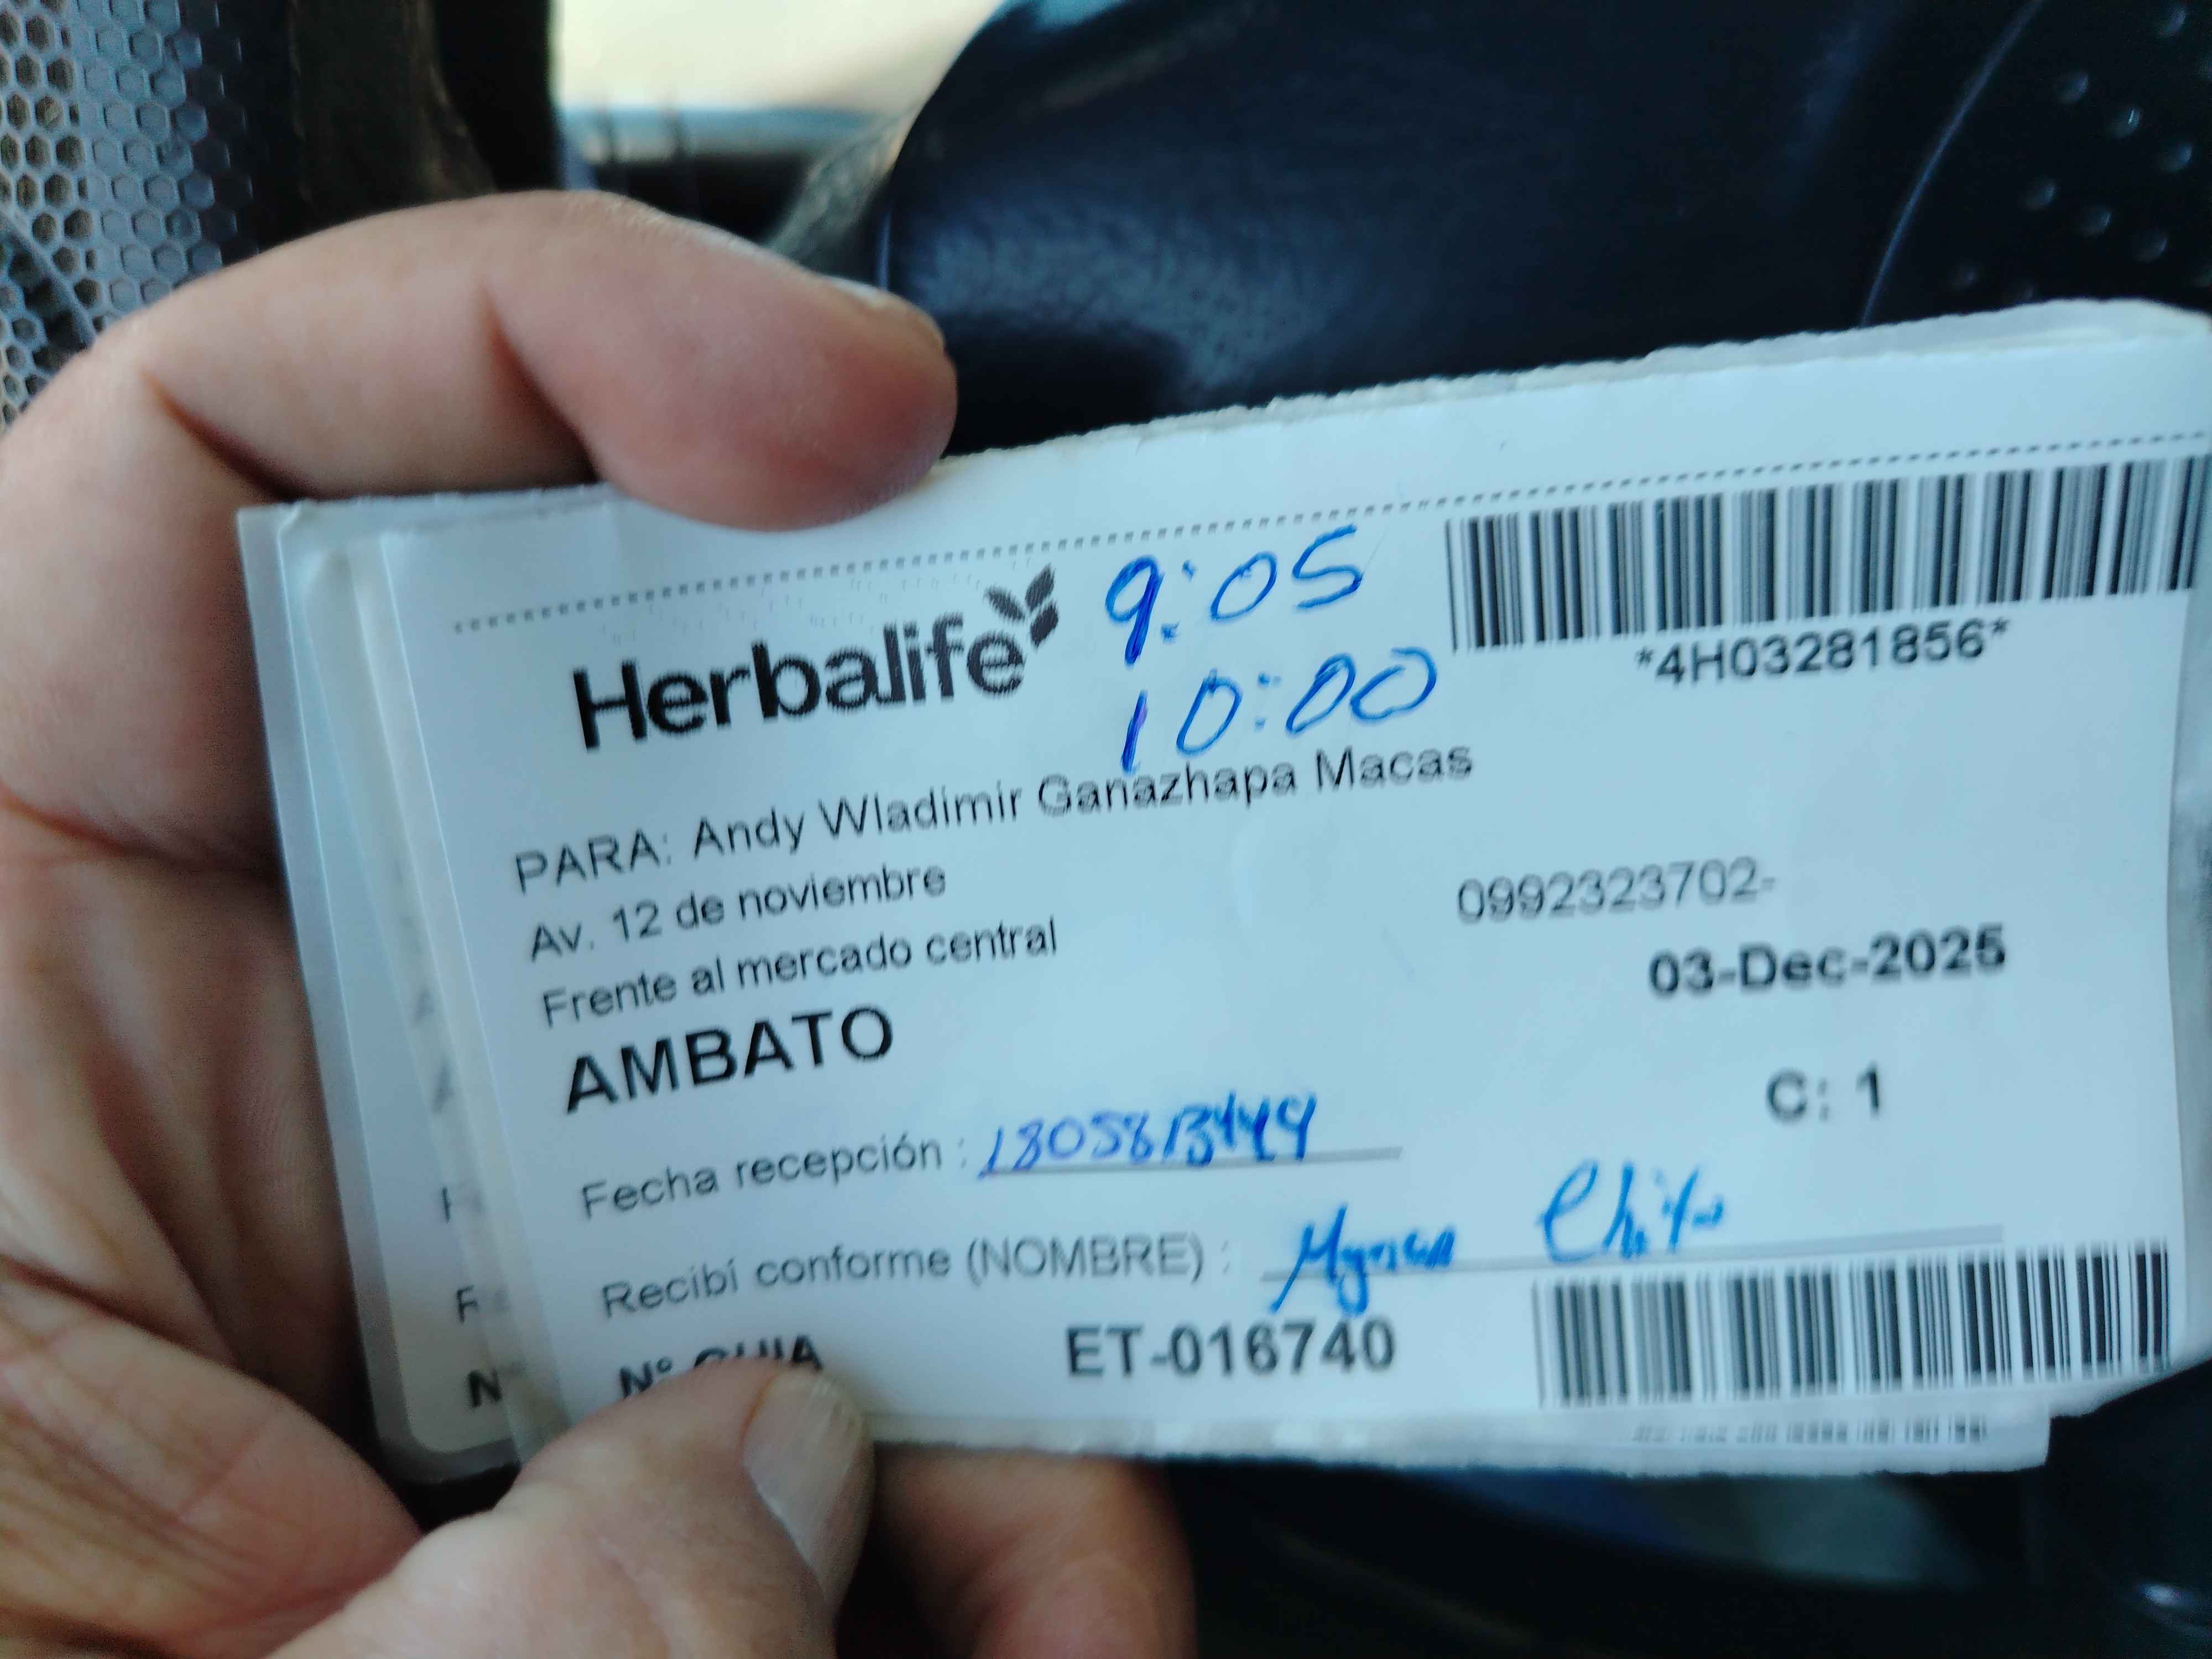 Herbalife
9:05
10:00
*4H03281856*
PARA: Andy Wladimir Ganazhapa Macas
Av. 12 de noviembre
0992323702-
Frente al mercado central
03-Dec-2025
AMBATO
C: 1
Fecha recepción :
Recibí conforme (NOMBRE) :
N° GUIA ET-016740